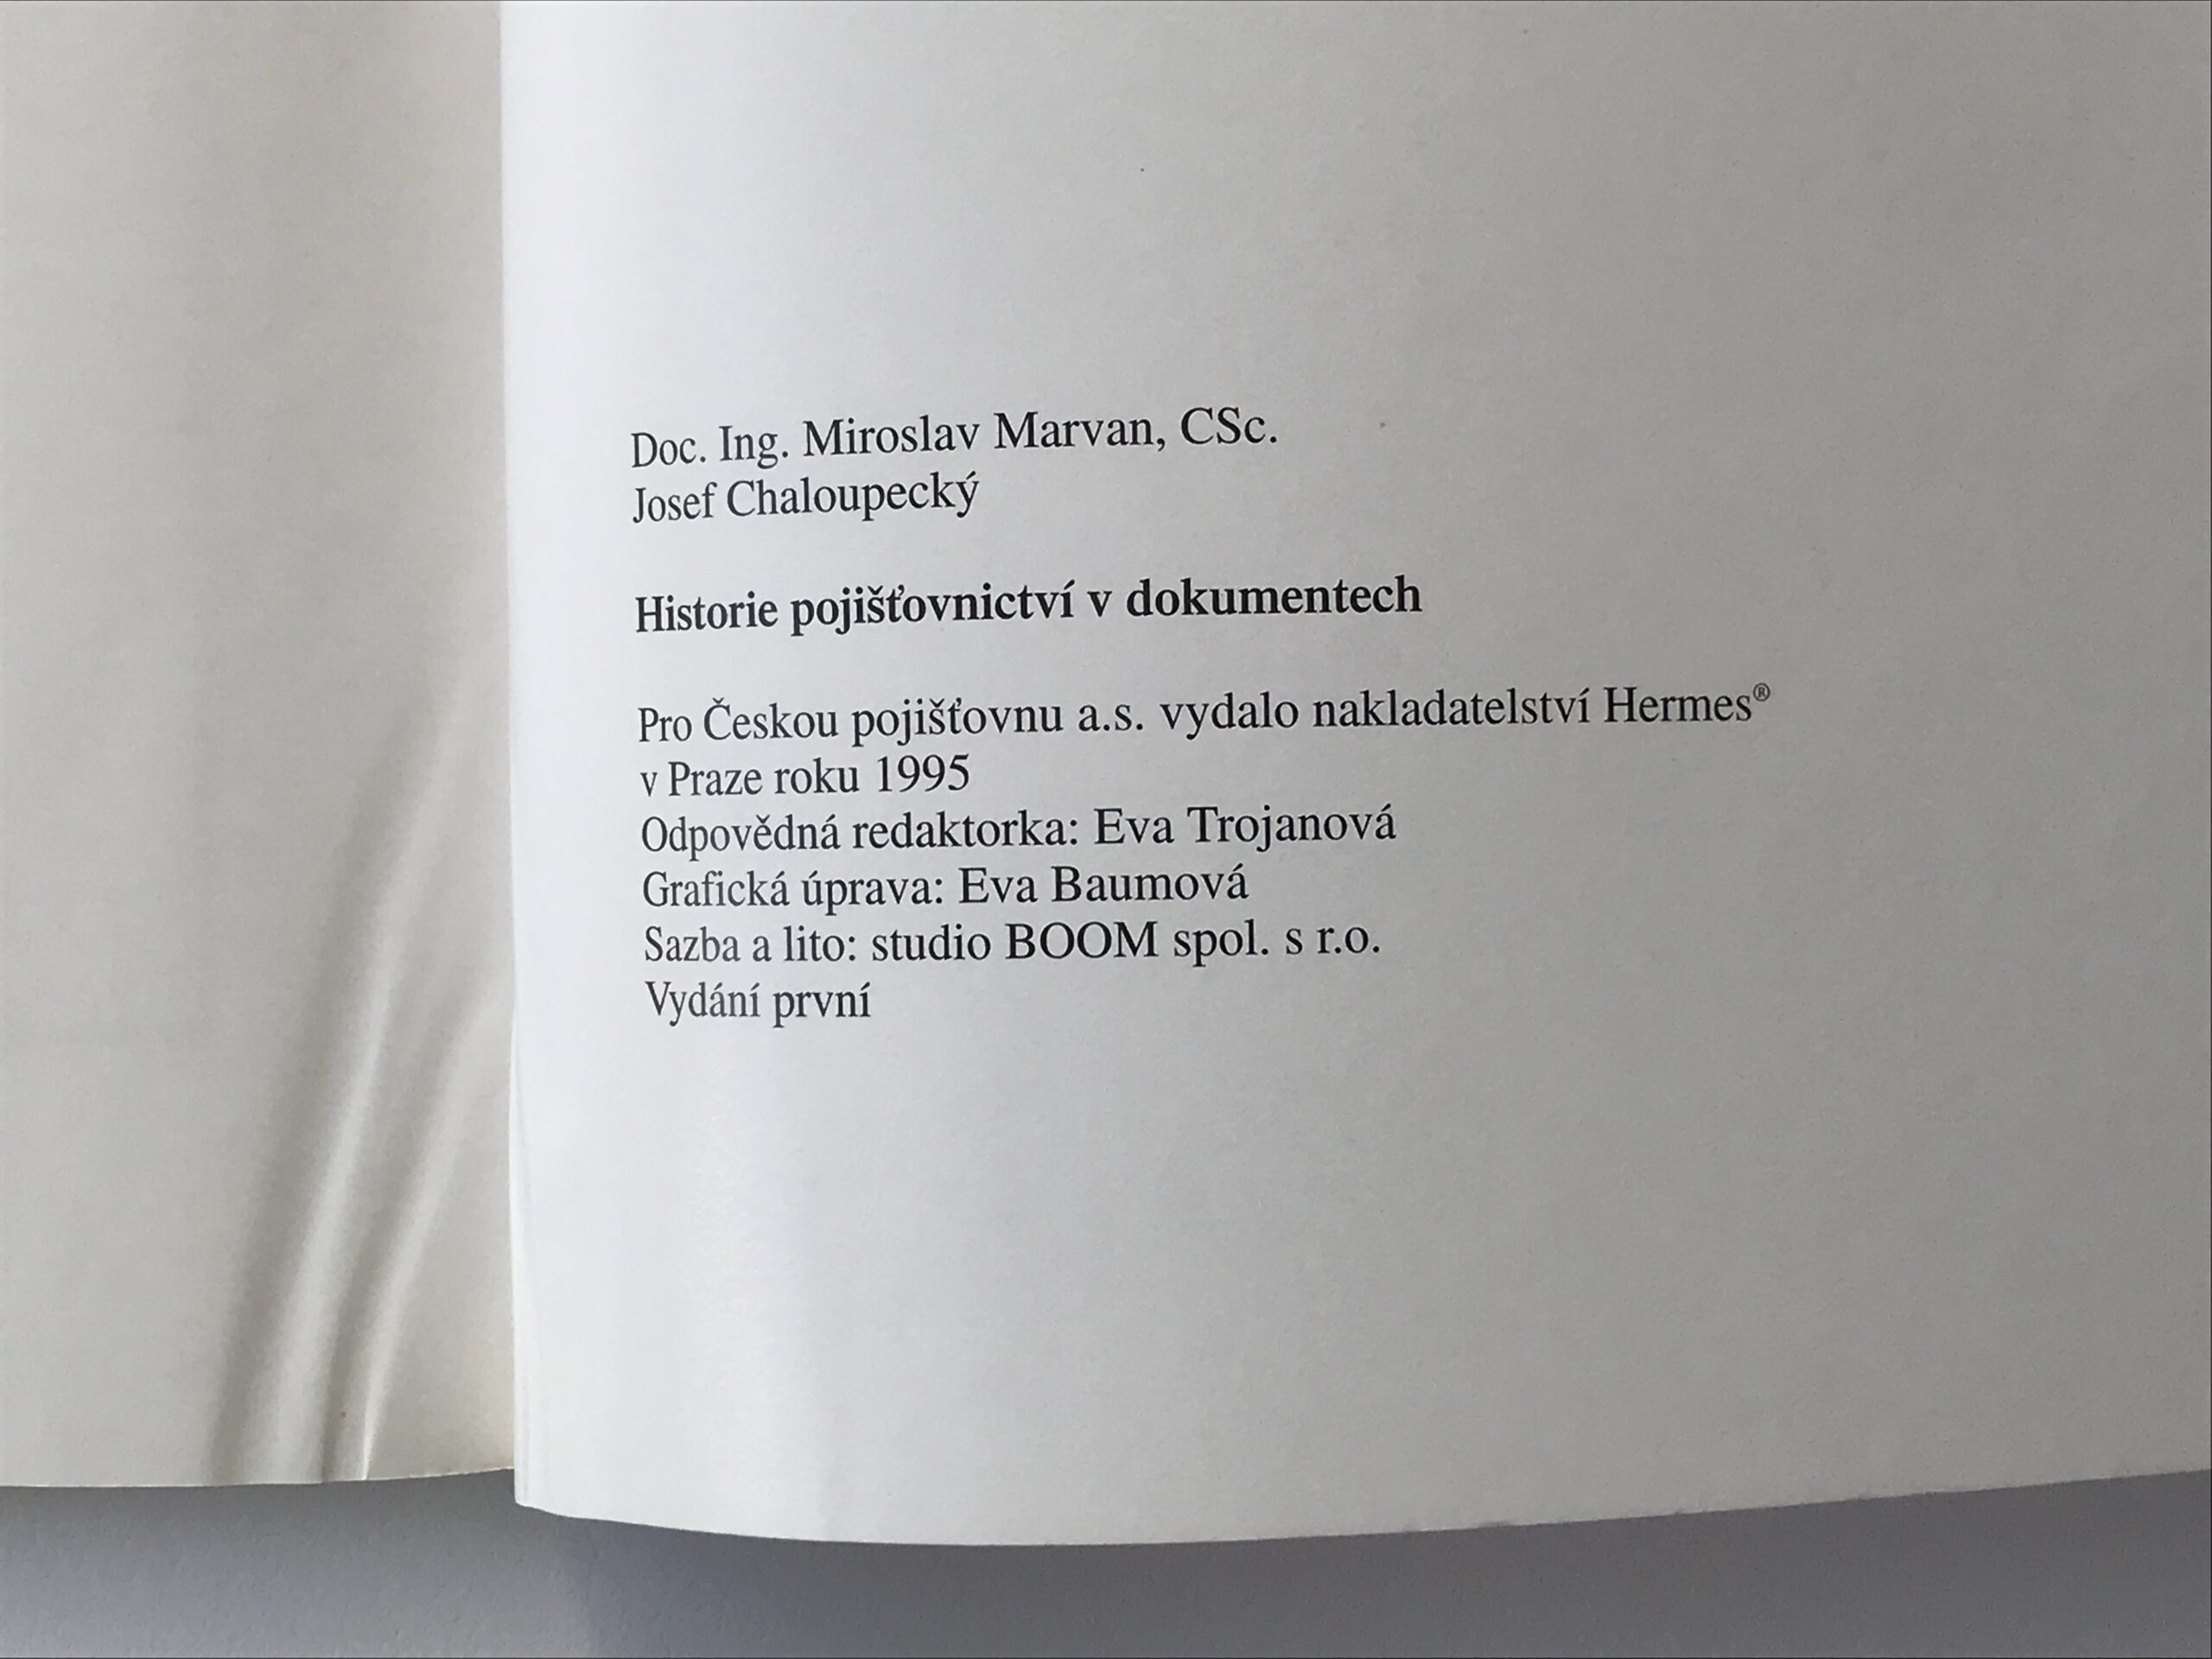 Doc. Ing. Miroslav Marvan, CSc.
Josef Chaloupecký
Historie pojišťovnictví v dokumentech
Pro Českou pojišťovnu a.s. vydalo nakladatelství Hermes®
v Praze roku 1995
Odpovědná redaktorka: Eva Trojanová
Grafická úprava: Eva Baumová
Sazba a lito: studio BOOM spol. s r.o.
Vydání první